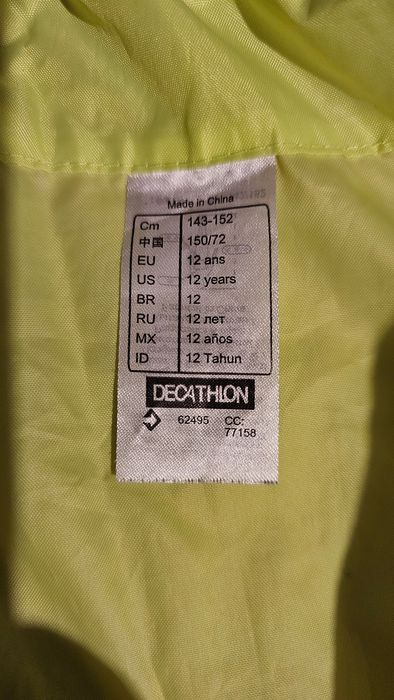 Made in China
Cm 143-152
中国 150/72
EU 12 ans
US 12 years
BR 12
RU 12 лет
MX 12 años
ID 12 Tahun
DECATHLON
62495 CC:
77158